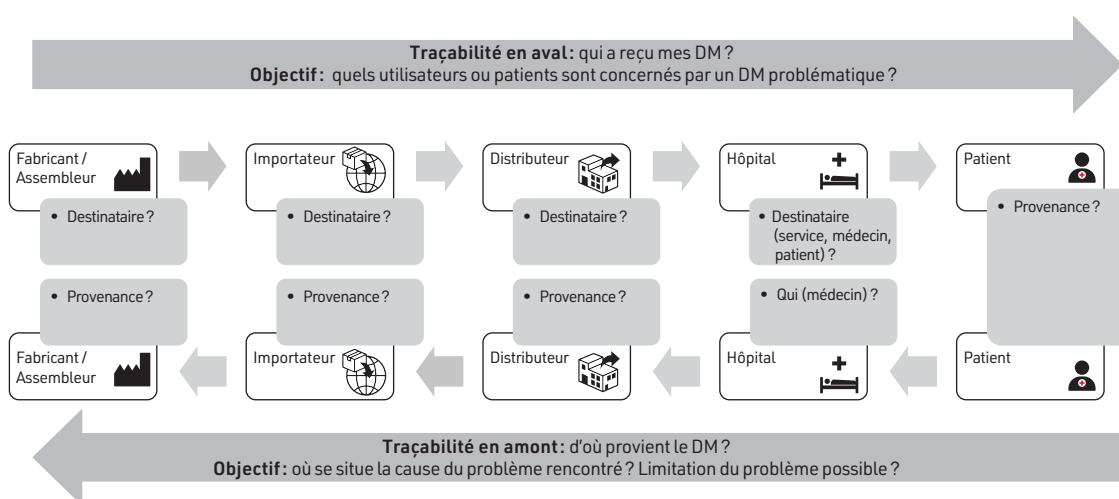 Traçabilité en aval : qui a reçu mes DM ?
Objectif : quels utilisateurs ou patients sont concernés par un DM problématique ?
Fabricant /
Assembleur
Importateur
Distributeur
Hôpital
Patient
• Destinataire ?
• Destinataire ?
• Destinataire ?
• Destinataire
(service, médecin,
patient) ?
• Provenance ?
• Provenance ?
• Provenance ?
• Provenance ?
• Qui (médecin) ?
Fabricant /
Assembleur
Importateur
Distributeur
Hôpital
Patient
Traçabilité en amont : d'où provient le DM ?
Objectif : où se situe la cause du problème rencontré ? Limitation du problème possible ?